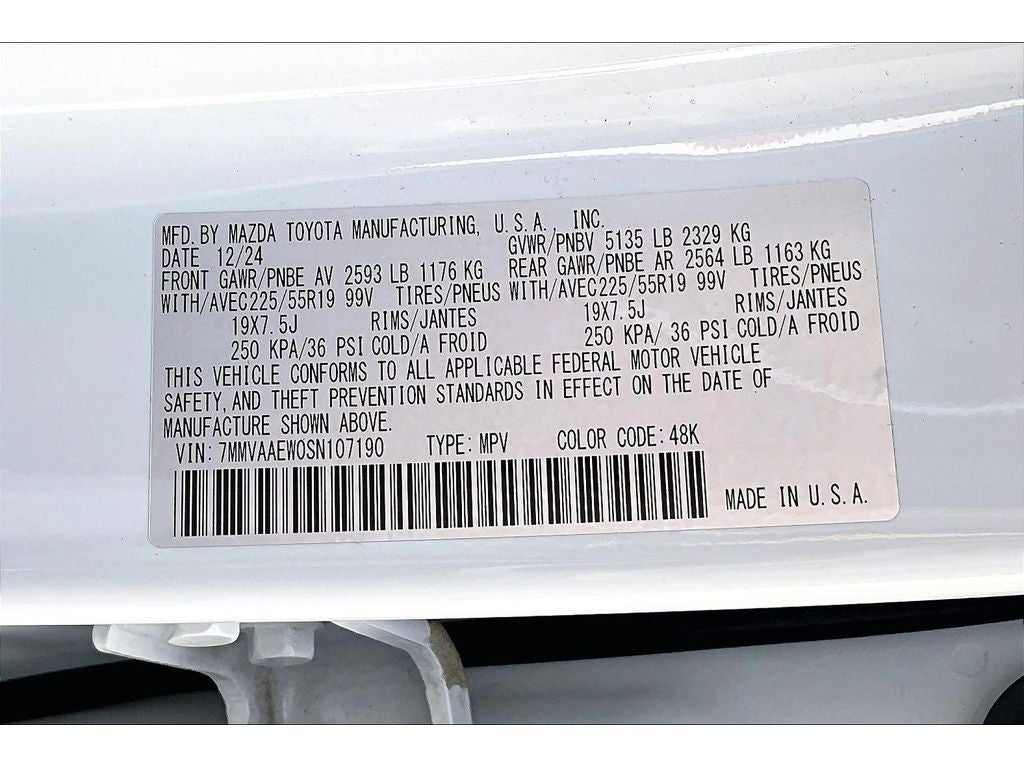 MFD. BY MAZDA TOYOTA MANUFACTURING, U. S. A. INC.
DATE 12/24 GVWR/PNBV 5135 LB 2329 KG
FRONT GAWR/PNBE AV 2593 LB 1176 KG REAR GAWR/PNBE AR 2564 LB 1163 KG
WITH/AVEC225/55R19 99V TIRES/PNEUS WITH/AVEC225/55R19 99V TIRES/PNEUS
19X7.5J RIMS/JANTES 19X7.5J RIMS/JANTES
250 KPA/36 PSI COLD/A FROID 250 KPA/ 36 PSI COLD/A FROID
THIS VEHICLE CONFORMS TO ALL APPLICABLE FEDERAL MOTOR VEHICLE
SAFETY, AND THEFT PREVENTION STANDARDS IN EFFECT ON THE DATE OF
MANUFACTURE SHOWN ABOVE.
VIN: 7MMVAAEW0SN107190 TYPE: MPV COLOR CODE: 48K
MADE IN U. S. A.